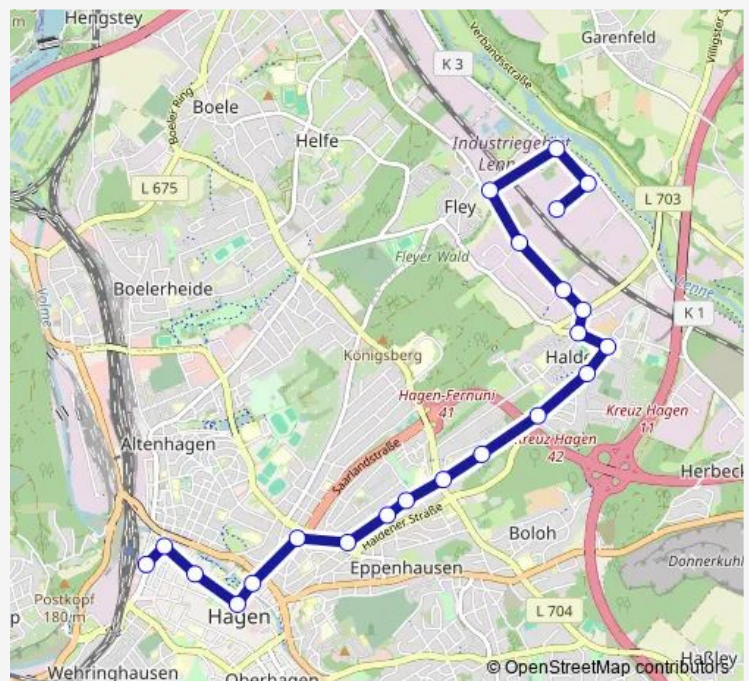 Hengstey
m
Garenfeld
Verbandsstraße
Villigster
K 3
Boele
Boeler Ring
Helfe
Industriegebiet
Lenn
L 675
L 703
Fley
Fleyer Wald
Lenne
Volme
Boelerheide
K 1
Königsberg
Halde
Hagen-Fernuni
41
Kreuz Hagen
11
Altenhagen
Saarlandstraße
Kreuz Hagen
42
Herbeck
Haldener Straße
Boloh
Donnerkuhl
Eppenhausen
Postkopf
180 m
p
Hagen
L 704
Haßley
Wehringhausen
Oberhagen
© OpenStreetMap contributors.